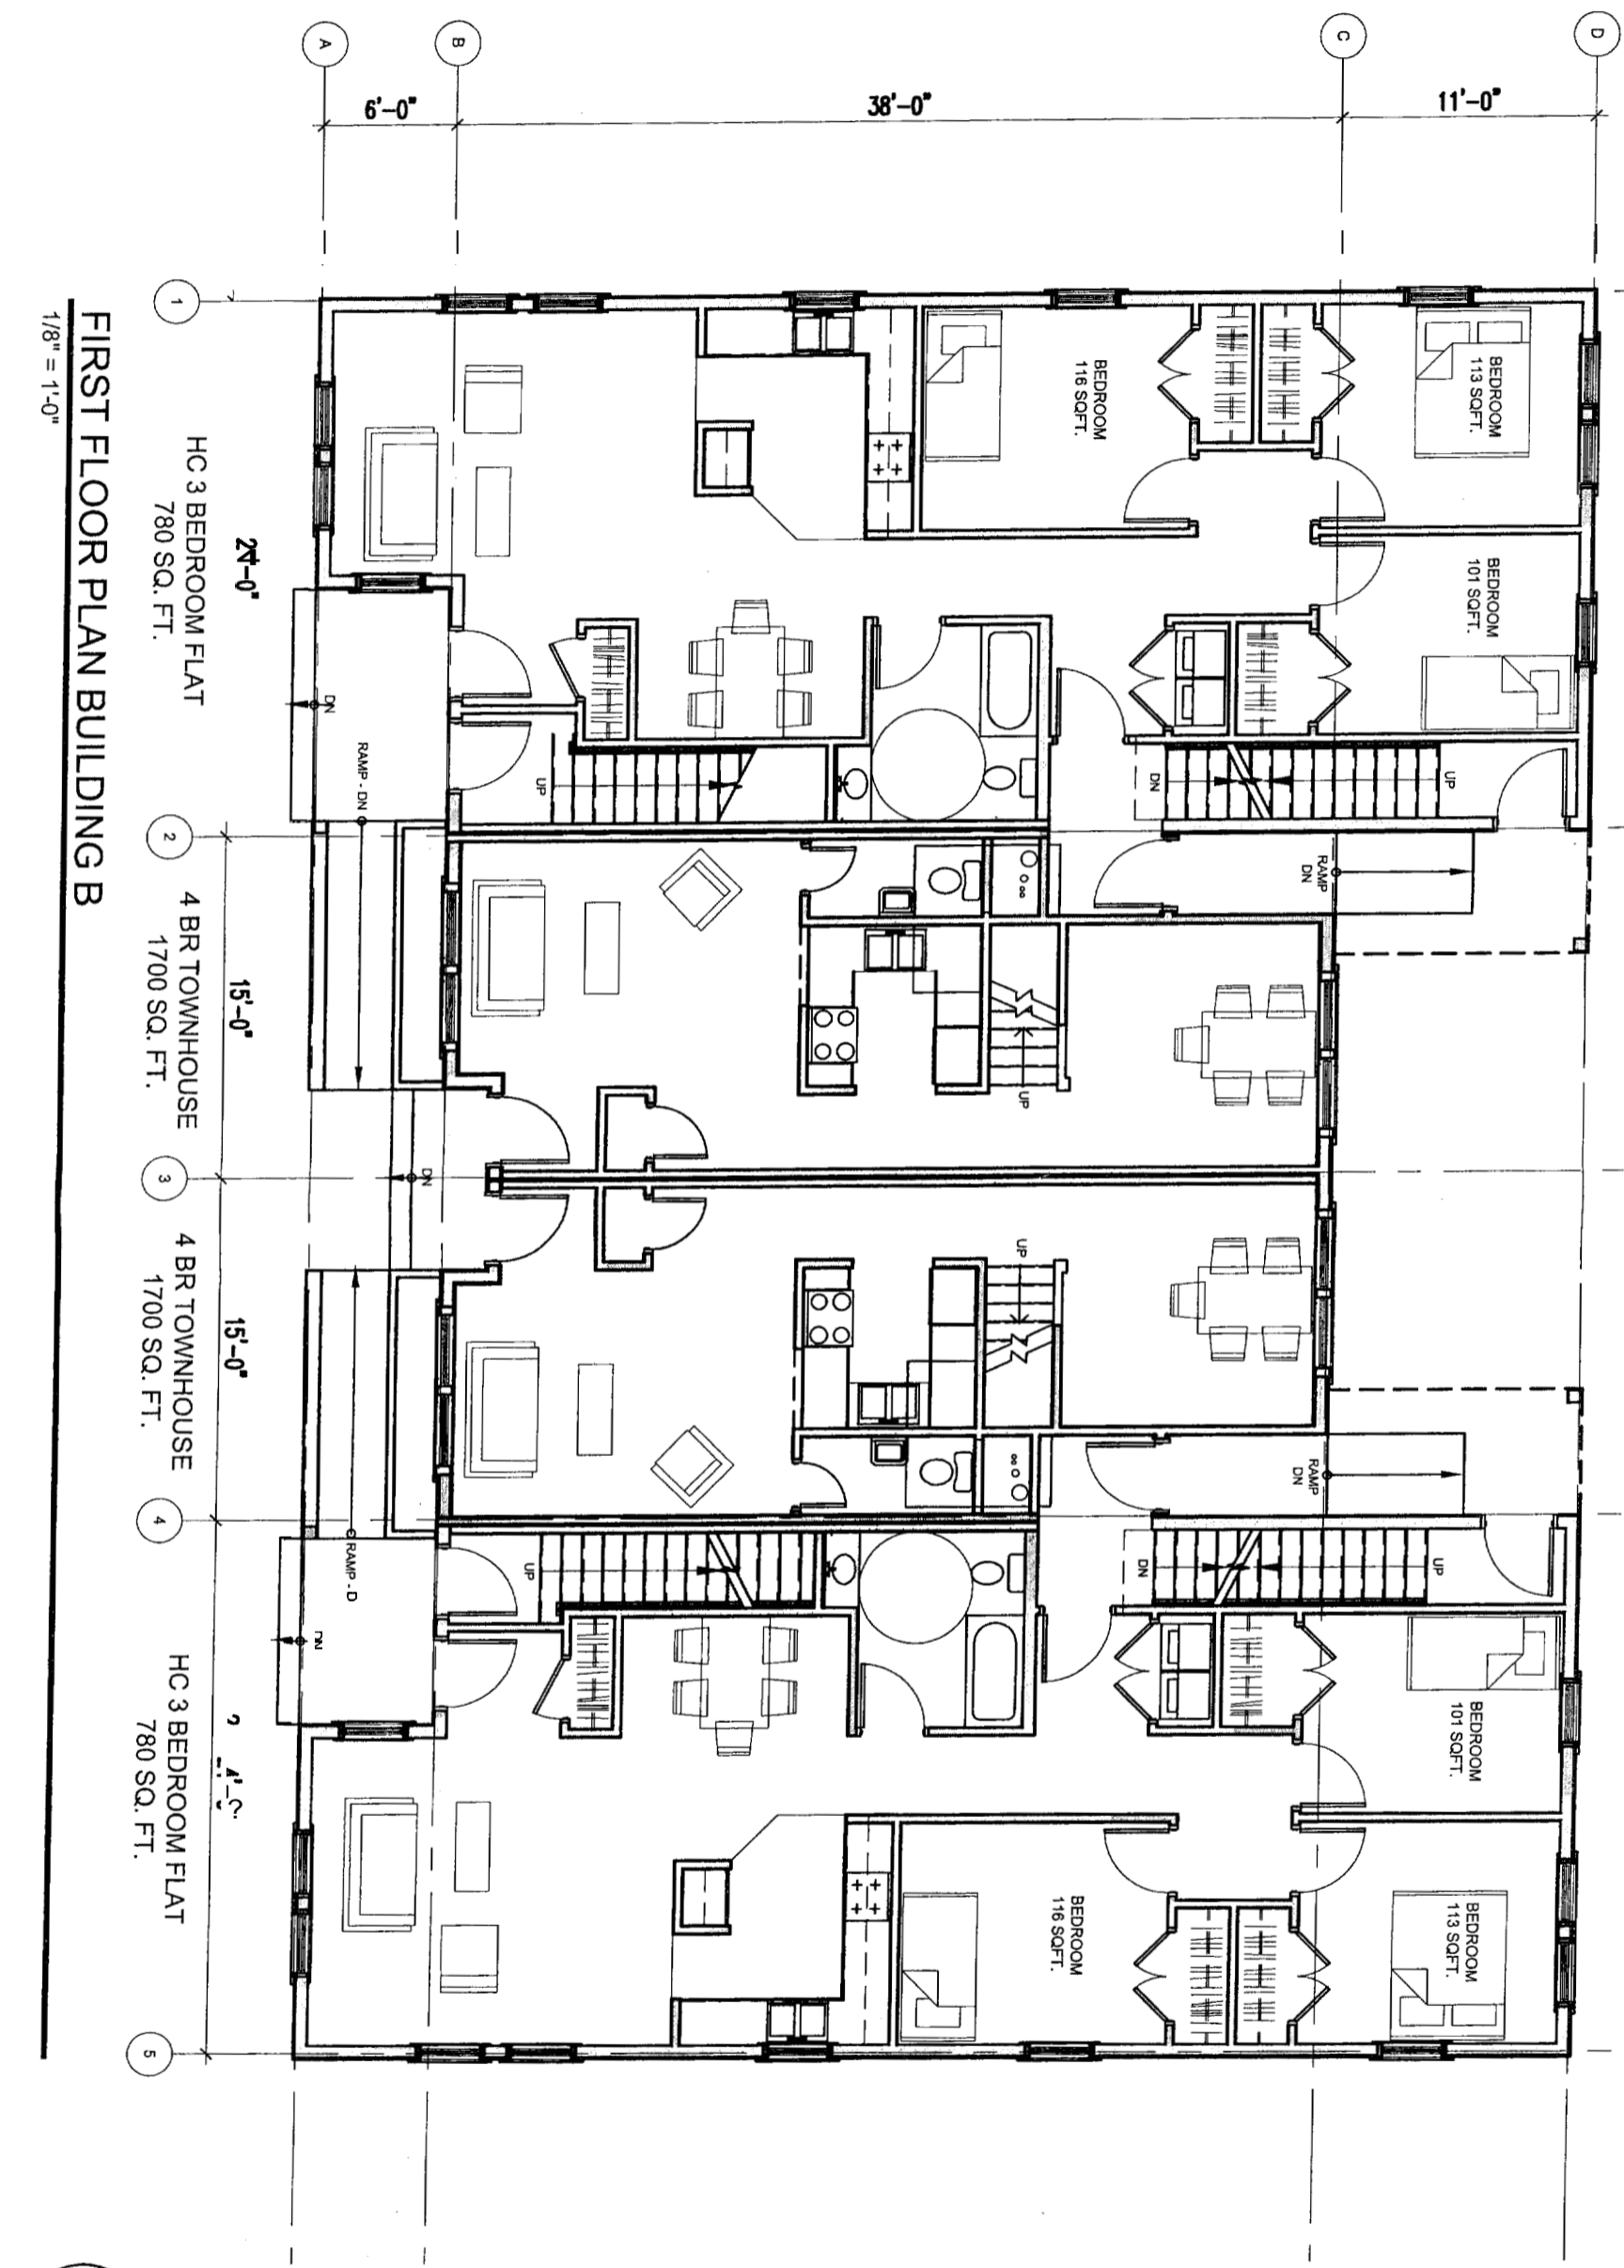 A
B
C
D
6'-0"
38'-0"
11'-0"
1
2
3
4
5
BEDROOM
113 SQFT.
BEDROOM
116 SQFT.
BEDROOM
101 SQFT.
UP
DN
UP
DN
RAMP - DN
RAMP
DN
UP
DN
UP
RAMP
DN
UP
DN
UP
RAMP - D
DN
BEDROOM
101 SQFT.
BEDROOM
113 SQFT.
BEDROOM
116 SQFT.
15'-0"
15'-0"
HC 3 BEDROOM FLAT
780 SQ. FT.
4 BR TOWNHOUSE
1700 SQ. FT.
4 BR TOWNHOUSE
1700 SQ. FT.
HC 3 BEDROOM FLAT
780 SQ. FT.
FIRST FLOOR PLAN BUILDING B
1/8" = 1'-0"